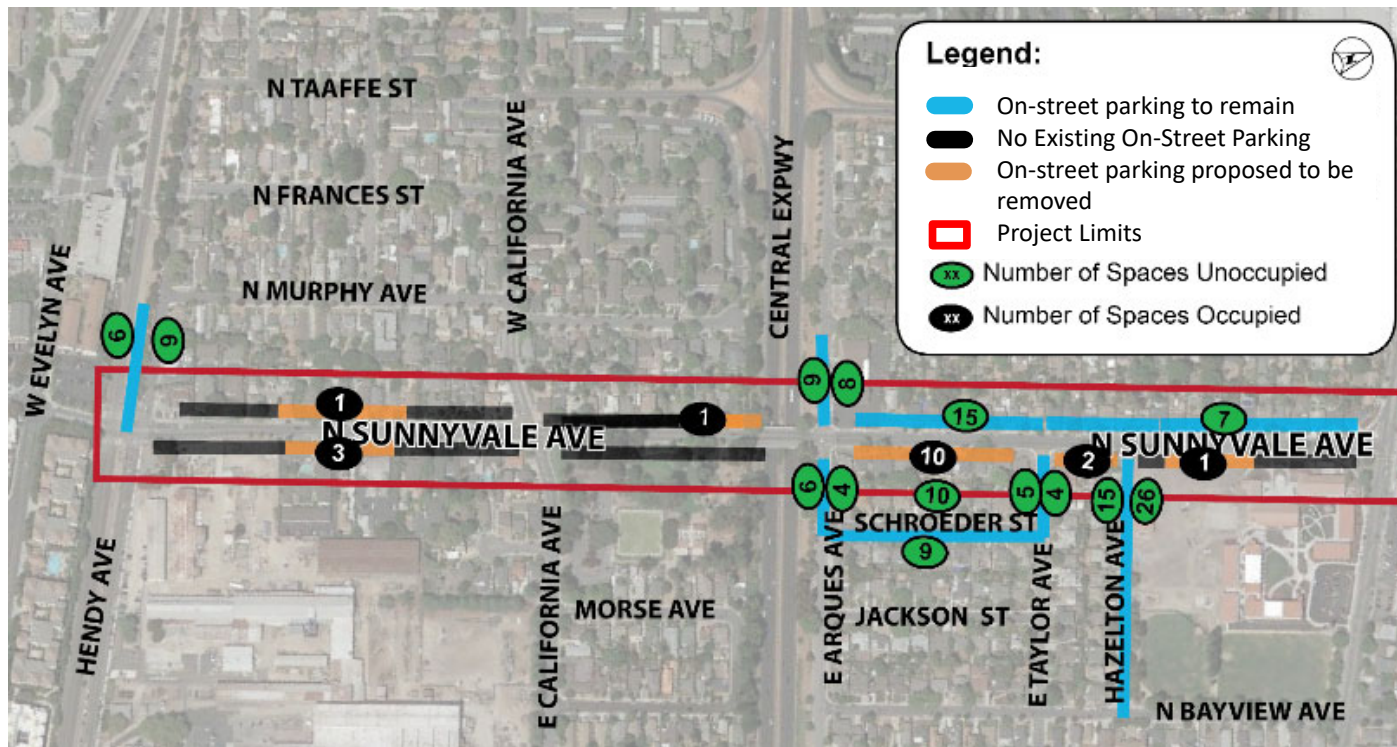 Legend:
On-street parking to remain
No Existing On-Street Parking
On-street parking proposed to be
removed
Project Limits
xx Number of Spaces Unoccupied
xx Number of Spaces Occupied
N TAAFFE ST
N FRANCES ST
N MURPHY AVE
W CALIFORNIA AVE
CENTRAL EXPWY
W EVELYN AVE
6
9
9
8
1
N SUNNYVALE AVE
3
1
15
7
N SUNNYVALE AVE
10
2
1
6
4
10
5
4
15
26
SCHROEDER ST
9
HENDY AVE
E CALIFORNIA AVE
MORSE AVE
E ARQUES AVE
JACKSON ST
E TAYLOR AVE
HAZELTON AVE
N BAYVIEW AVE